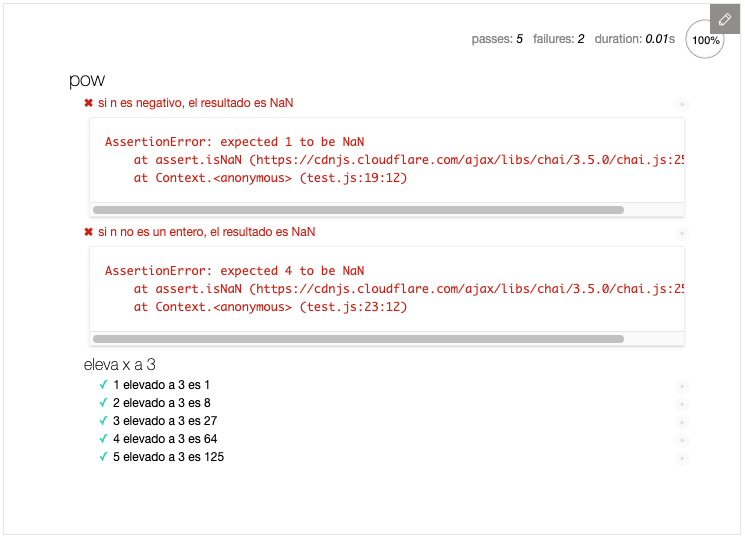 passes: 5 failures: 2 duration: 0.01s 100%
pow
✖ si n es negativo, el resultado es NaN
AssertionError: expected 1 to be NaN
at assert.isNaN (https://cdnjs.cloudflare.com/ajax/libs/chai/3.5.0/chai.js:25
at Context.<anonymous> (test.js:19:12)
✖ si n no es un entero, el resultado es NaN
AssertionError: expected 4 to be NaN
at assert.isNaN (https://cdnjs.cloudflare.com/ajax/libs/chai/3.5.0/chai.js:25
at Context.<anonymous> (test.js:23:12)
eleva x a 3
✓ 1 elevado a 3 es 1
✓ 2 elevado a 3 es 8
✓ 3 elevado a 3 es 27
✓ 4 elevado a 3 es 64
✓ 5 elevado a 3 es 125